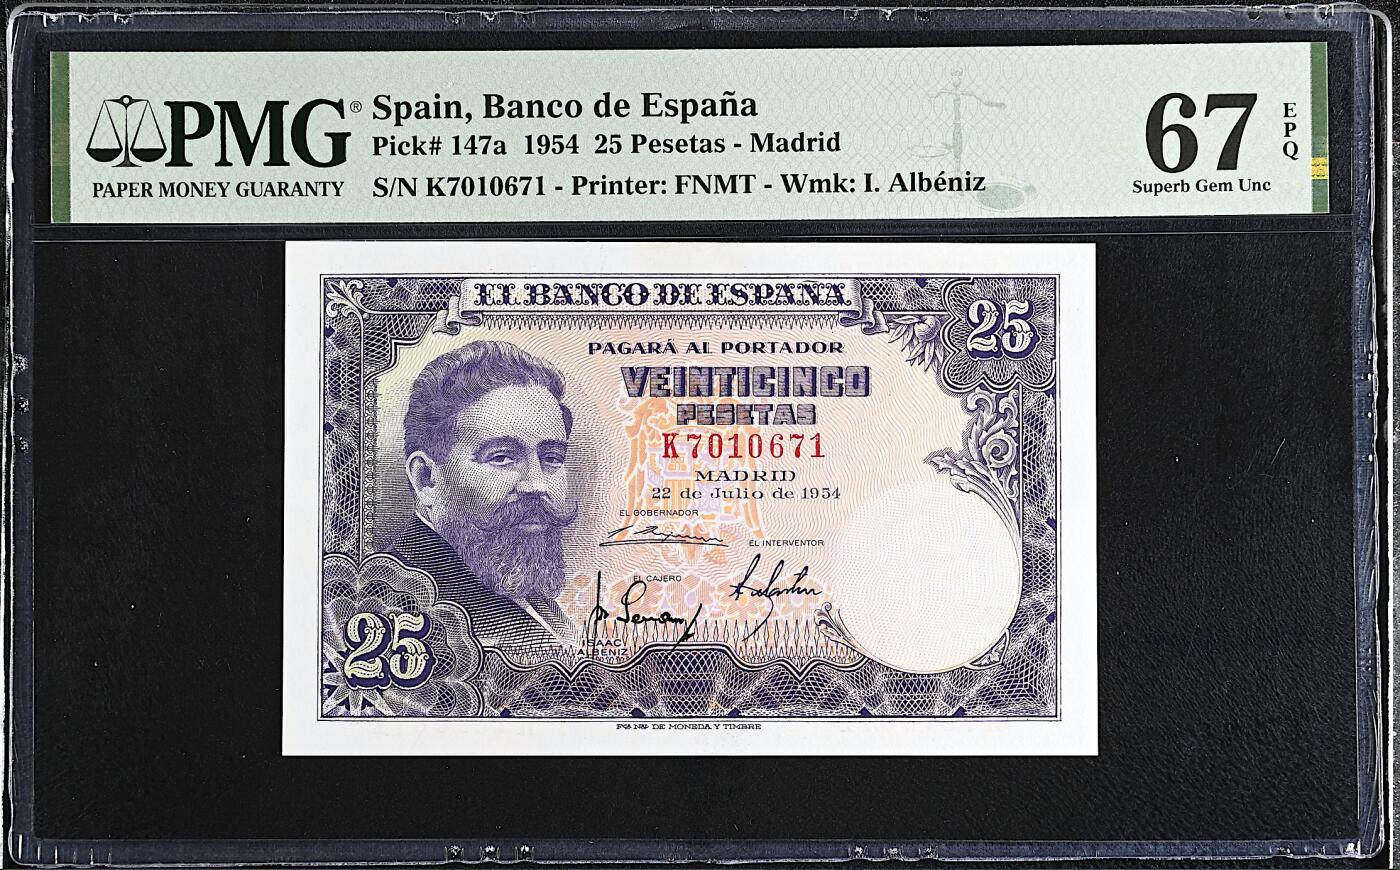 PMG®
PAPER MONEY GUARANTY
Spain, Banco de España
Pick# 147a 1954 25 Pesetas - Madrid
S/N K7010671 - Printer: FNMT - Wmk: I. Albéniz
67
EPQ
Superb Gem Unc
EL BANCO DE ESPAÑA
25
PAGARÁ AL PORTADOR
VEINTICINCO
PESETAS
K7010671
MADRID
22 de Julio de 1954
EL GOBERNADOR
EL INTERVENTOR
EL CAJERO
ISAAC
ALBENIZ
25
FCA NAL DE MONEDA Y TIMBRE